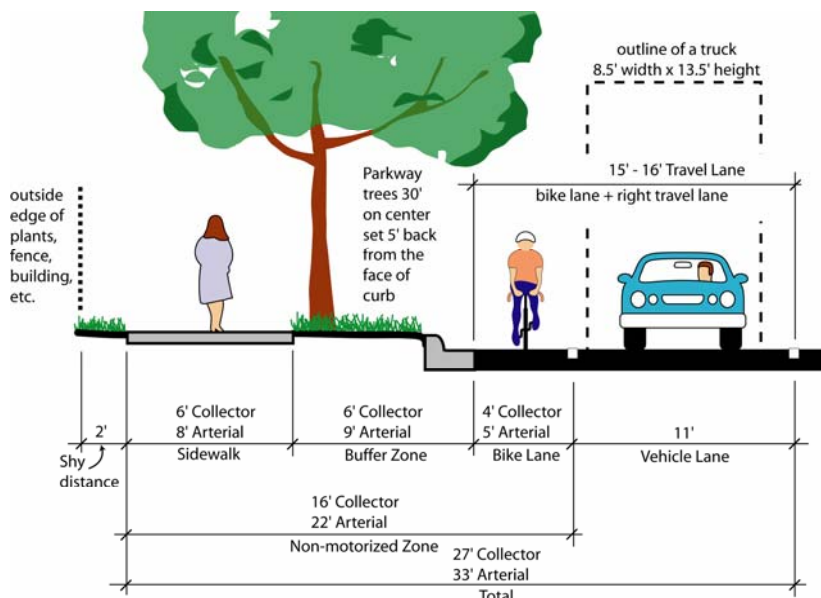 outline of a truck
8.5' width x 13.5' height
15' - 16' Travel Lane
bike lane + right travel lane
outside
edge of
plants,
fence,
building,
etc.
Parkway
trees 30'
on center
set 5' back
from the
face of
curb
2'
Shy
distance
6' Collector
8' Arterial
Sidewalk
6' Collector
9' Arterial
Buffer Zone
4' Collector
5' Arterial
Bike Lane
11'
Vehicle Lane
16' Collector
22' Arterial
Non-motorized Zone
27' Collector
33' Arterial
Total